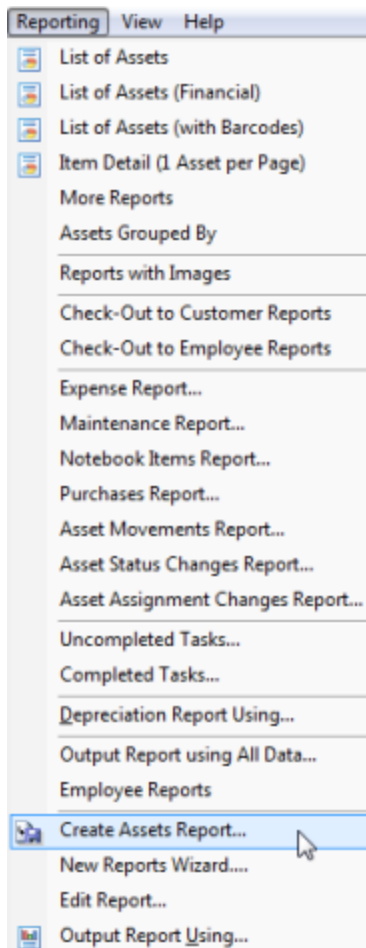 Reporting View Help
List of Assets
List of Assets (Financial)
List of Assets (with Barcodes)
Item Detail (1 Asset per Page)
More Reports
Assets Grouped By
Reports with Images
Check-Out to Customer Reports
Check-Out to Employee Reports
Expense Report...
Maintenance Report...
Notebook Items Report...
Purchases Report...
Asset Movements Report...
Asset Status Changes Report...
Asset Assignment Changes Report...
Uncompleted Tasks...
Completed Tasks...
Depreciation Report Using...
Output Report using All Data...
Employee Reports
Create Assets Report...
New Reports Wizard....
Edit Report...
Output Report Using...